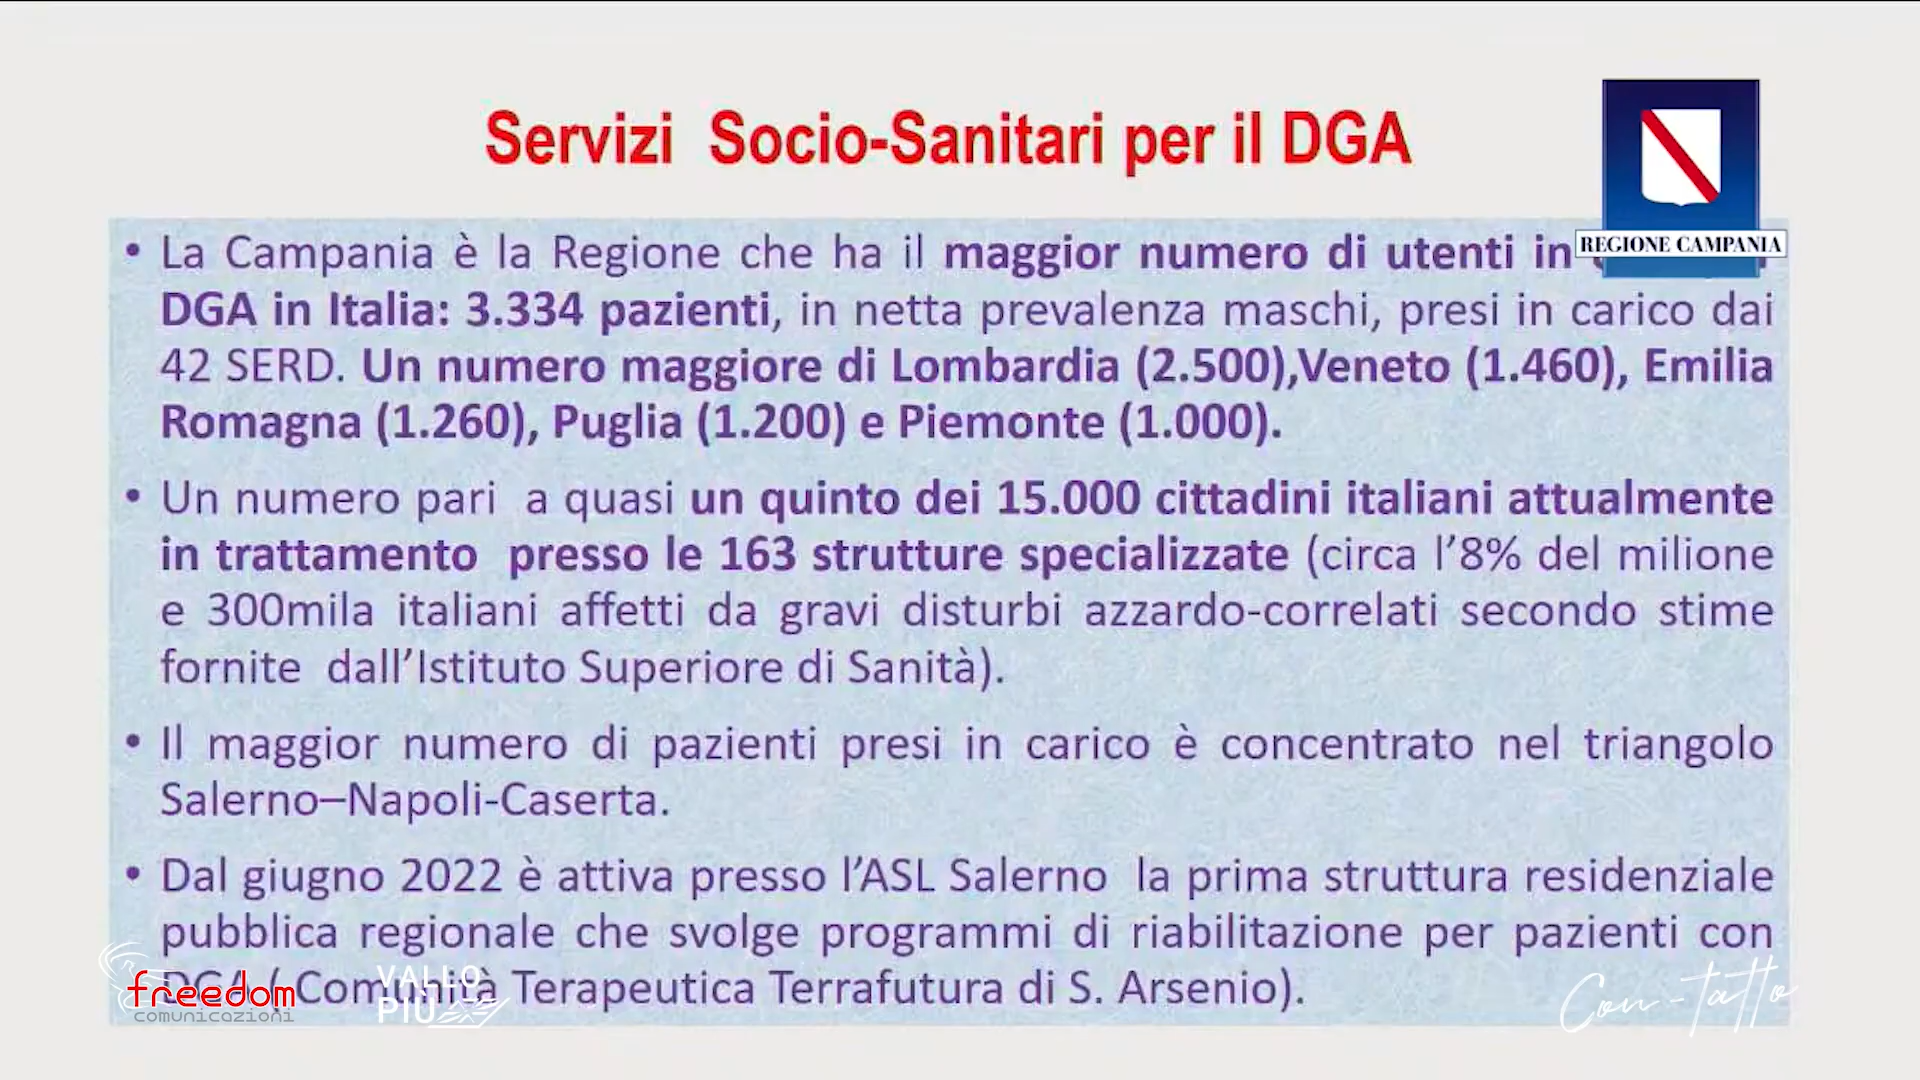 Servizi Socio-Sanitari per il DGA
REGIONE CAMPANIA
• La Campania è la Regione che ha il maggior numero di utenti in
DGA in Italia: 3.334 pazienti, in netta prevalenza maschi, presi in carico dai
42 SERD. Un numero maggiore di Lombardia (2.500),Veneto (1.460), Emilia
Romagna (1.260), Puglia (1.200) e Piemonte (1.000).
• Un numero pari a quasi un quinto dei 15.000 cittadini italiani attualmente
in trattamento presso le 163 strutture specializzate (circa l’8% del milione
e 300mila italiani affetti da gravi disturbi azzardo-correlati secondo stime
fornite dall’Istituto Superiore di Sanità).
• Il maggior numero di pazienti presi in carico è concentrato nel triangolo
Salerno–Napoli-Caserta.
• Dal giugno 2022 è attiva presso l’ASL Salerno la prima struttura residenziale
pubblica regionale che svolge programmi di riabilitazione per pazienti con
DGA ( Comunità Terapeutica Terrafutura di S. Arsenio).
freedom
comunicazioni
VALLO
PIÙ
Con-tatto